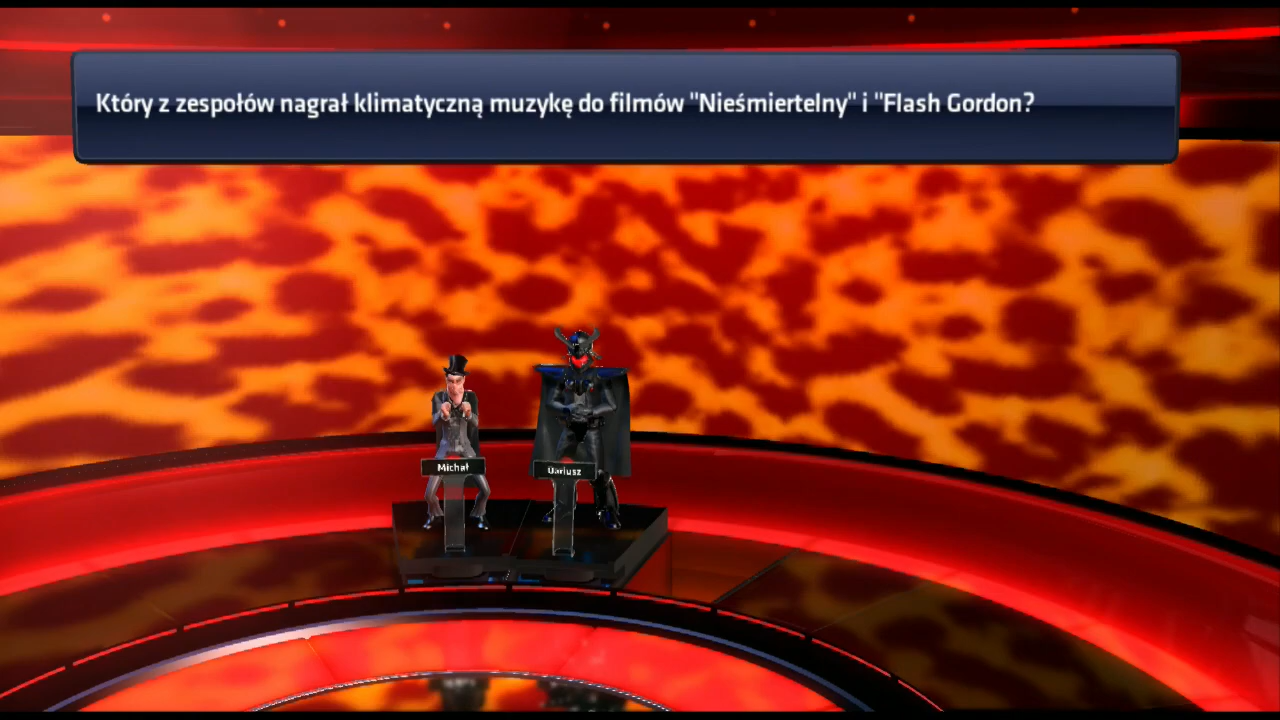 Który z zespołów nagrał klimatyczną muzykę do filmów "Nieśmiertelny" i "Flash Gordon?
Michał
Dariusz